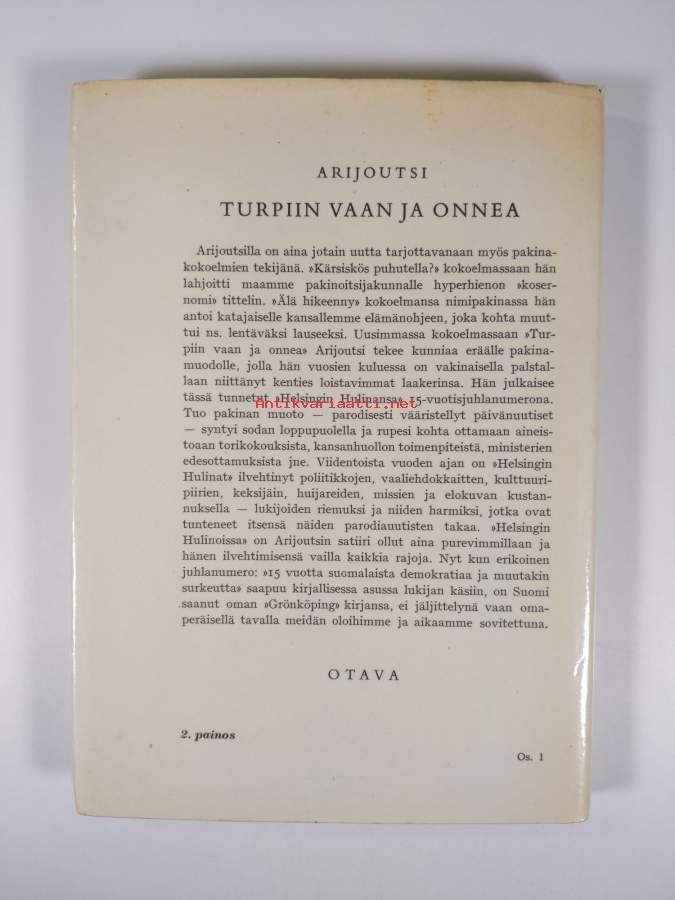 ARIJOUTSI
TURPIIN VAAN JA ONNEA
Arijoutsilla on aina jotain uutta tarjottavanaan myös pakina-
kokoelmien tekijänä. »Kärsiskös puhutella?» kokoelmassaan hän
lahjoitti maamme pakinoitsijakunnalle hyperhienon »koser-
nomi» tittelin. »Älä hikeenny» kokoelmansa nimipakinassa hän
antoi katajaiselle kansallemme elämänohjeen, joka kohta muut-
tui ns. lentäväksi lauseeksi. Uusimmassa kokoelmassaan »Tur-
piin vaan ja onnea» Arijoutsi tekee kunniaa eräälle pakina-
muodolle, jolla hän vuosien kuluessa on vakinaisella palstal-
laan niittänyt kenties loistavimmat laakerinsa. Hän julkaisee
tässä tunnetut »Helsingin Hulinansa» 15-vuotisjuhlanumerona.
Antikvariaatti.net
Tuo pakinan muoto — parodisesti vääristellyt päivänuutiset
— syntyi sodan loppupuolella ja rupesi kohta ottamaan aineis-
toaan torikokouksista, kansanhuollon toimenpiteistä, ministerien
edesottamuksista jne. Viidentoista vuoden ajan on »Helsingin
Hulinat» ilvehtinyt poliitikkojen, vaaliehdokkaitten, kulttuuri-
piirien, keksijäin, huijareiden, missien ja elokuvan kustan-
nuksella — lukijoiden riemuksi ja niiden harmiksi, jotka ovat
tunteneet itsensä näiden parodiauutisten takaa. »Helsingin
Hulinoissa» on Arijoutsin satiiri ollut aina purevimmillaan ja
hänen ilvehtimisensä vailla kaikkia rajoja. Nyt kun erikoinen
juhlanumero: »15 vuotta suomalaista demokratiaa ja muutakin
surkeutta» saapuu kirjallisessa asussa lukijan käsiin, on Suomi
saanut oman »Grönköping» kirjansa, ei jäljittelynä vaan oma-
peräisellä tavalla meidän oloihimme ja aikaamme sovitettuna.
OTAVA
2. painos
Os. 1